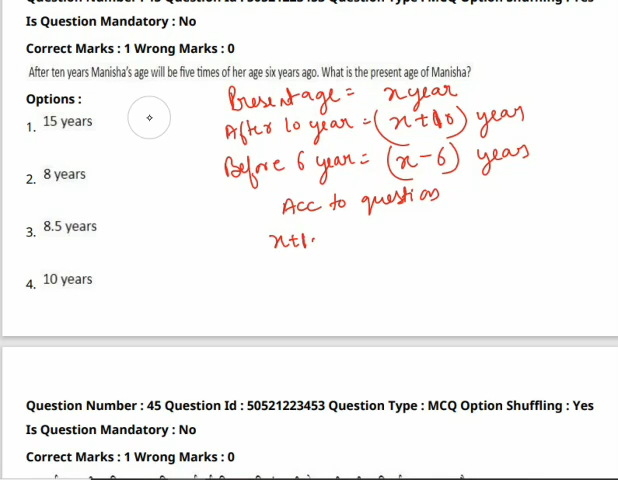 Is Question Mandatory : No
Correct Marks : 1 Wrong Marks : 0
After ten years Manisha's age will be five times of her age six years ago. What is the present age of Manisha?
Options :
1. 15 years
2. 8 years
3. 8.5 years
4. 10 years
Present age = x year
After 10 year = (x+10) years
Before 6 year = (x-6) years
Acc to question
x+1
Question Number : 45 Question Id : 50521223453 Question Type : MCQ Option Shuffling : Yes
Is Question Mandatory : No
Correct Marks : 1 Wrong Marks : 0